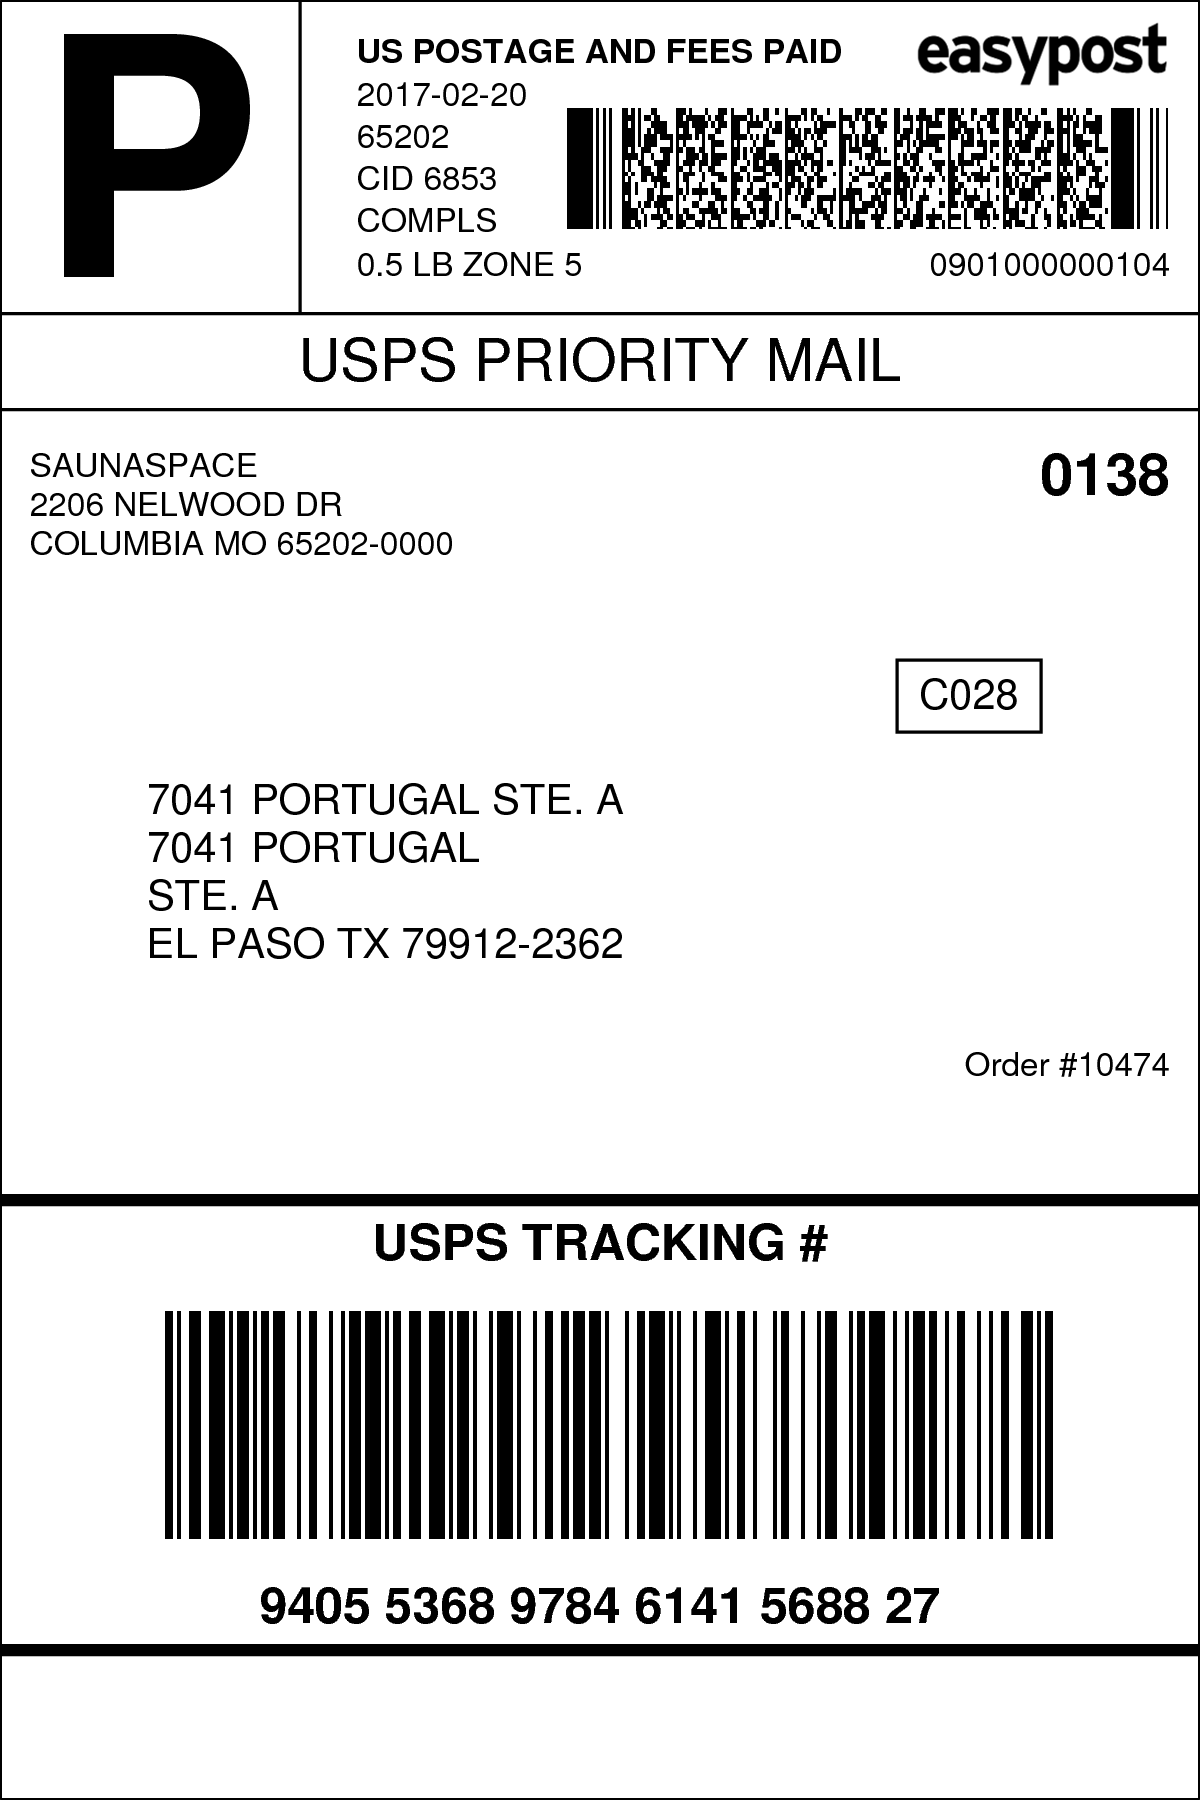 P
US POSTAGE AND FEES PAID
easypost
2017-02-20
65202
CID 6853
COMPLS
0.5 LB ZONE 5
0901000000104
USPS PRIORITY MAIL
SAUNASPACE
2206 NELWOOD DR
COLUMBIA MO 65202-0000
0138
C028
7041 PORTUGAL STE. A
7041 PORTUGAL
STE. A
EL PASO TX 79912-2362
Order #10474
USPS TRACKING #
9405 5368 9784 6141 5688 27